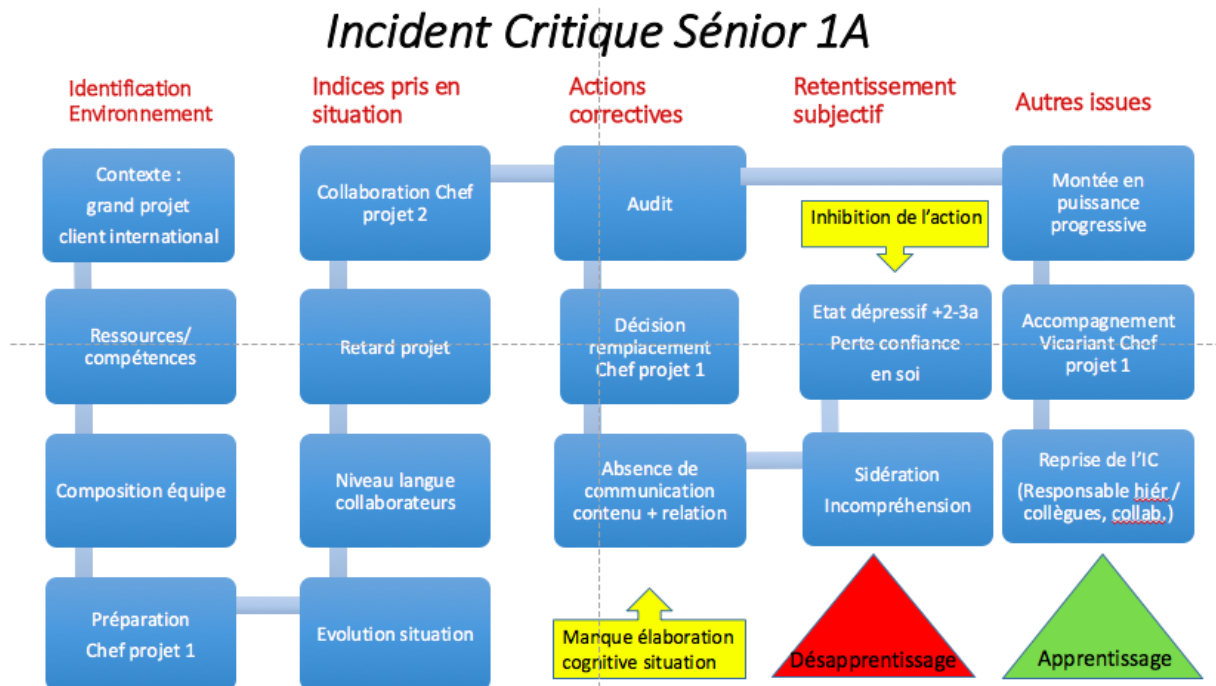 Incident Critique Sénior 1A
Identification
Environnement
Indices pris en
situation
Actions
correctives
Retentissement
subjectif
Autres issues
Contexte :
grand projet
client international
Ressources/
compétences
Composition équipe
Préparation
Chef projet 1
Collaboration Chef
projet 2
Retard projet
Niveau langue
collaborateurs
Evolution situation
Audit
Décision
remplacement
Chef projet 1
Absence de
communication
contenu + relation
Manque élaboration
cognitive situation
Inhibition de l'action
Etat dépressif +2-3a
Perte confiance
en soi
Sidération
Incompréhension
Désapprentissage
Montée en
puissance
progressive
Accompagnement
Vicariant Chef
projet 1
Reprise de l'IC
(Responsable hiér /
collègues, collab.)
Apprentissage